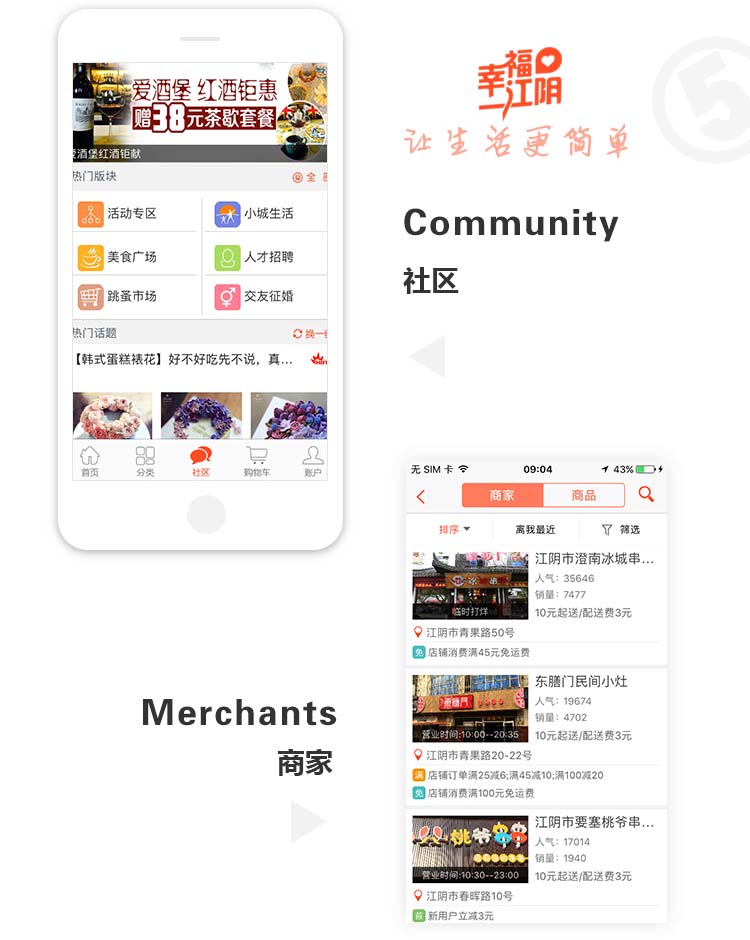 爱酒堡 红酒钜惠
赠38元茶歇套餐
爱酒堡红酒钜献
热门版块
全 部
活动专区
小城生活
美食广场
人才招聘
跳蚤市场
交友征婚
热门话题
换一
【韩式蛋糕裱花】好不好吃先不说，真...
首页
分类
社区
购物车
账户
幸福江阴
让生活更简单
5
Community
社区
无 SIM 卡
09:04
43%
商家
商品
排序
离我最近
筛选
江阴市澄南冰城串...
人气：35646
销量：7477
10元起送/配送费3元
冰城串
临时打烊
江阴市青果路50号
免 店铺消费满45元免运费
东膳门民间小灶
人气：19674
销量：4702
10元起送/配送费3元
東膳门
营业时间:10:00--20:35
江阴市青果路20-22号
满 店铺订单满25减6;满45减10;满100减20
免 店铺消费满100元免运费
Merchants
商家
江阴市要塞桃爷串...
人气：17014
销量：1940
10元起送/配送费3元
桃爷串串
营业时间:10:30--23:00
江阴市春晖路10号
首 新用户立减3元